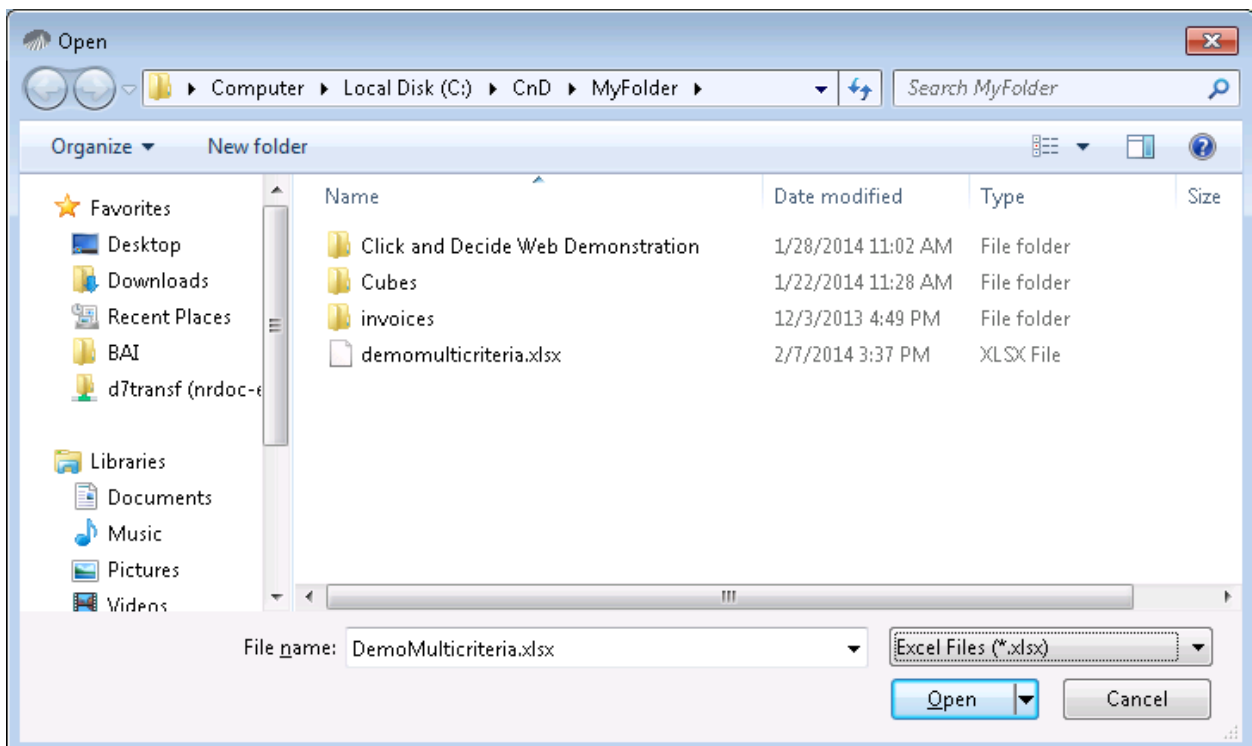 Open
Computer Local Disk (C:) CnD MyFolder Search MyFolder
Organize New folder
Name Date modified Type Size
Favorites
Desktop
Downloads
Recent Places
BAI
d7transf (nrdoc-e
Libraries
Documents
Music
Pictures
Videos
Click and Decide Web Demonstration 1/28/2014 11:02 AM File folder
Cubes 1/22/2014 11:28 AM File folder
invoices 12/3/2013 4:49 PM File folder
demomulticriteria.xlsx 2/7/2014 3:37 PM XLSX File
File name: DemoMulticriteria.xlsx Excel Files (*.xlsx)
Open Cancel